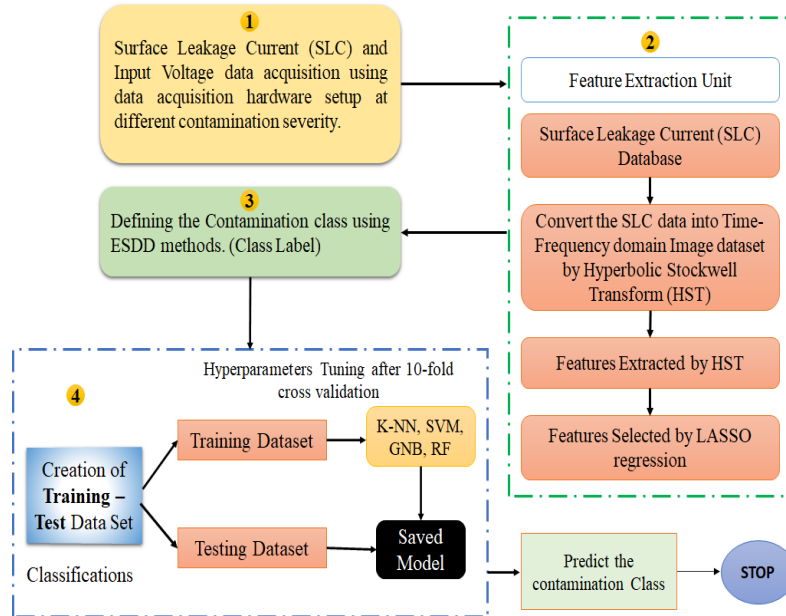 1
Surface Leakage Current (SLC) and
Input Voltage data acquisition using
data acquisition hardware setup at
different contamination severity.
2
Feature Extraction Unit
Surface Leakage Current (SLC)
Database
Convert the SLC data into Time-
Frequency domain Image dataset
by Hyperbolic Stockwell
Transform (HST)
Features Extracted by HST
Features Selected by LASSO
regression
3
Defining the Contamination class using
ESDD methods. (Class Label)
4
Hyperparameters Tuning after 10-fold
cross validation
Creation of
Training –
Test Data Set
Training Dataset
K-NN, SVM,
GNB, RF
Testing Dataset
Saved
Model
Classifications
Predict the
contamination Class
STOP